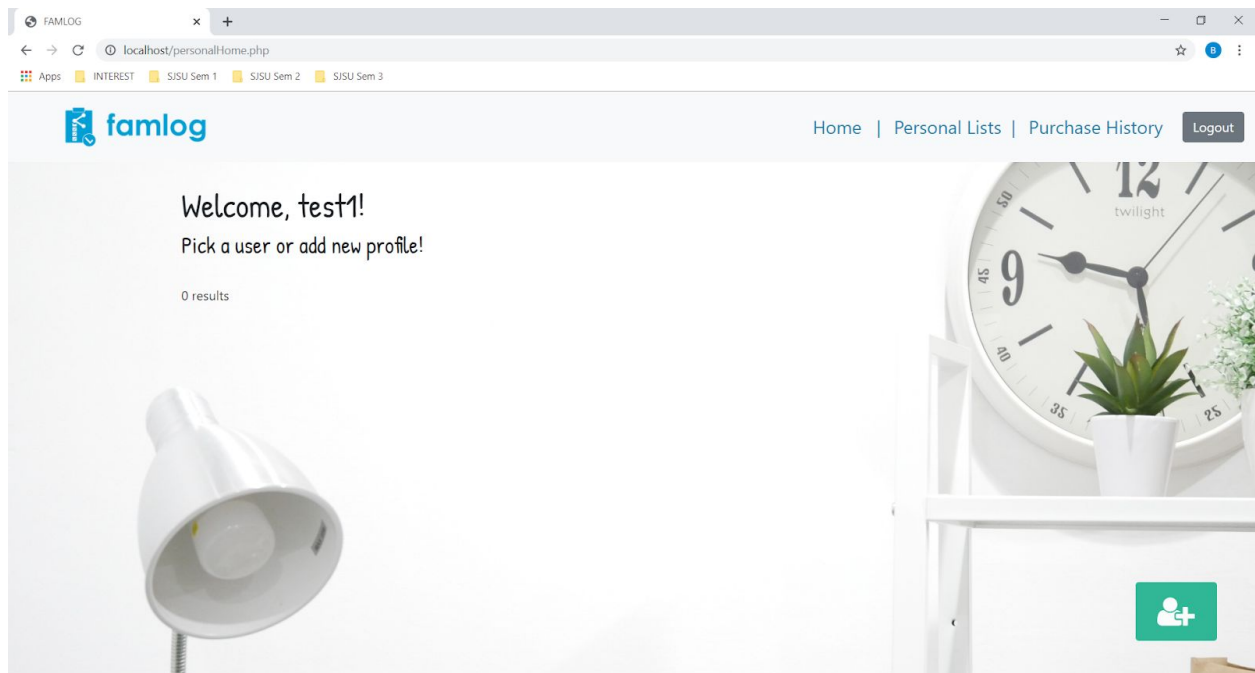 FAMLOG
localhost/personalHome.php
B
Apps INTEREST SJSU Sem 1 SJSU Sem 2 SJSU Sem 3
famlog Home | Personal Lists | Purchase History Logout
Welcome, test1!
Pick a user or add new profile!
0 results
12
twilight
50
9
45
40
35
25